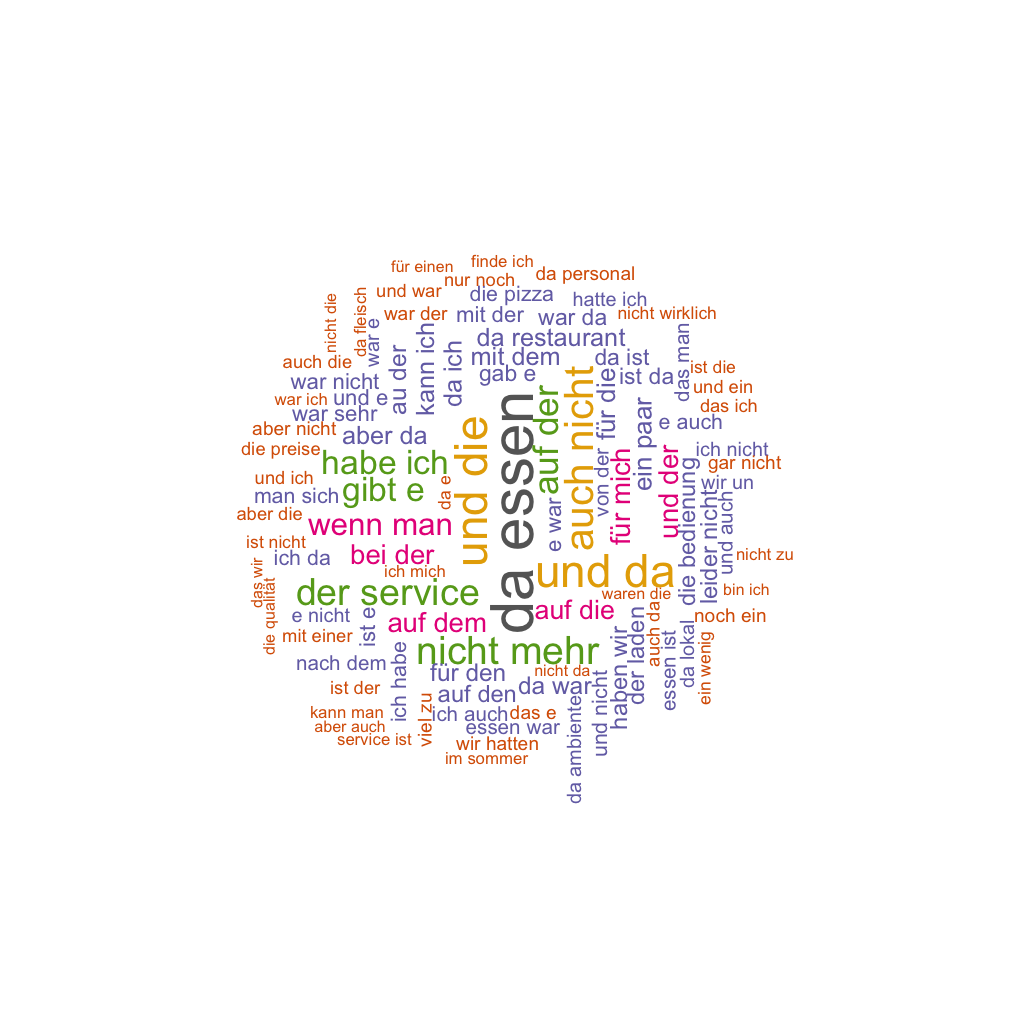 finde ich
für einen
da personal
nur noch
und war
die pizza
hatte ich
nicht die
da fleisch
war der
mit der
war da
nicht wirklich
war e
kann ich
da restaurant
das man
auch die
au der
da ich
mit dem
da ist
ist die
war nicht
gab e
ist da
und ein
war ich
und e
für die
das ich
war sehr
auf der
auch nicht
ein paar
e auch
aber nicht
aber da
und die
da essen
von der
ich nicht
die preise
habe ich
für mich
und der
gar nicht
und ich
gibt e
da e
die bedienung
leider nicht
wir un
man sich
und auch
aber die
wenn man
e war
ist nicht
ich da
bei der
nicht zu
das wir
ich mich
und da
bin ich
die qualität
der service
waren die
e nicht
ist e
auf dem
auf die
auch da
noch ein
mit einer
nicht mehr
haben wir
der laden
essen ist
da lokal
ein wenig
nach dem
ich habe
für den
nicht da
ist der
auf den
da war
und nicht
kann man
viel zu
ich auch
das e
aber auch
essen war
da ambiente
service ist
wir hatten
im sommer